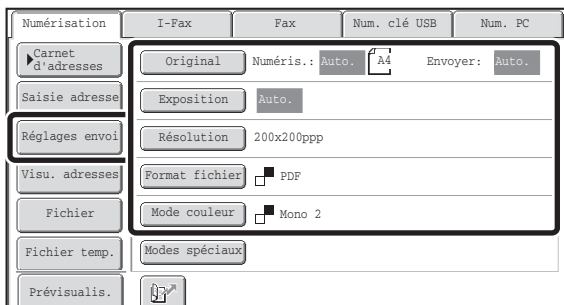 Numérisation I-Fax Fax Num. clé USB Num. PC
Carnet d'adresses
Original Numéris.: Auto. A4 Envoyer: Auto.
Saisie adresse
Exposition Auto.
Réglages envoi
Résolution 200x200ppp
Visu. adresses
Format fichier PDF
Fichier
Mode couleur Mono 2
Fichier temp.
Modes spéciaux
Prévisualis.